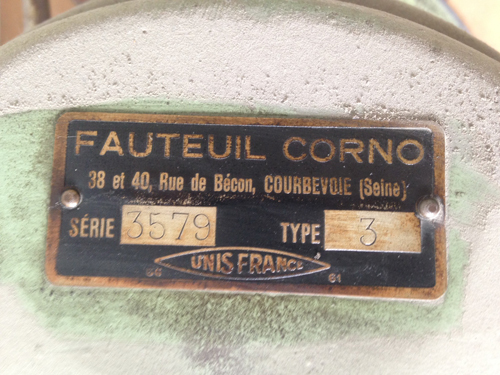 FAUTEUIL CORNO
38 et 40, Rue de Bécon, COURBEVOIE (Seine)
SÉRIE 3579 TYPE 3
UNIS FRANCE